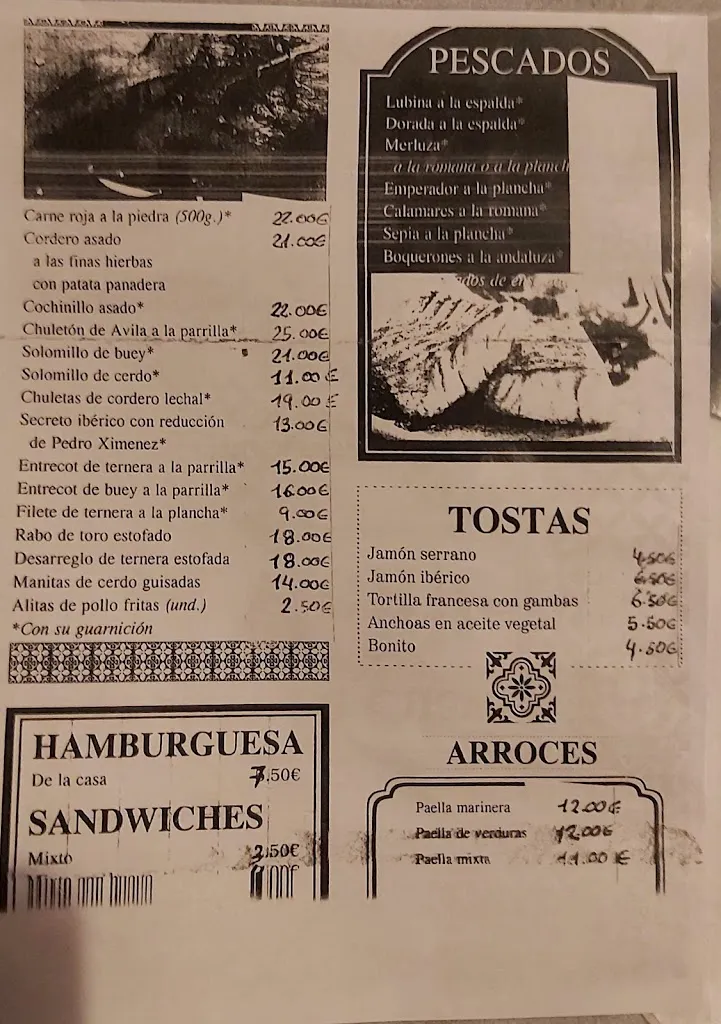 Carne roja a la piedra (500g.)* 22.00€
Cordero asado 21.00€
a las finas hierbas
con patata panadera
Cochinillo asado* 22.00€
Chuletón de Avila a la parrilla* 25.00€
Solomillo de buey* 21.00€
Solomillo de cerdo* 11.00€
Chuletas de cordero lechal* 19.00€
Secreto ibérico con reducción 13.00€
de Pedro Ximenez*
Entrecot de ternera a la parrilla* 15.00€
Entrecot de buey a la parrilla* 16.00€
Filete de ternera a la plancha* 9.00€
Rabo de toro estofado 18.00€
Desarreglo de ternera estofada 18.00€
Manitas de cerdo guisadas 14.00€
Alitas de pollo fritas (und.) 2.50€
*Con su guarnición
HAMBURGUESA
De la casa 7.50€
SANDWICHES
Mixto 3.50€
Mixto
PESCADOS
Lubina a la espalda*
Dorada a la espalda*
Merluza*
a la romana o a la planch
Emperador a la plancha*
Calamares a la romana*
Sepia a la plancha*
Boquerones a la andaluza*
TOSTAS
Jamón serrano 4.50€
Jamón ibérico 6.50€
Tortilla francesa con gambas 6.50€
Anchoas en aceite vegetal 5.50€
Bonito 4.50€
ARROCES
Paella marinera 12.00€
Paella de verduras 12.00€
Paella mixta 11.00€